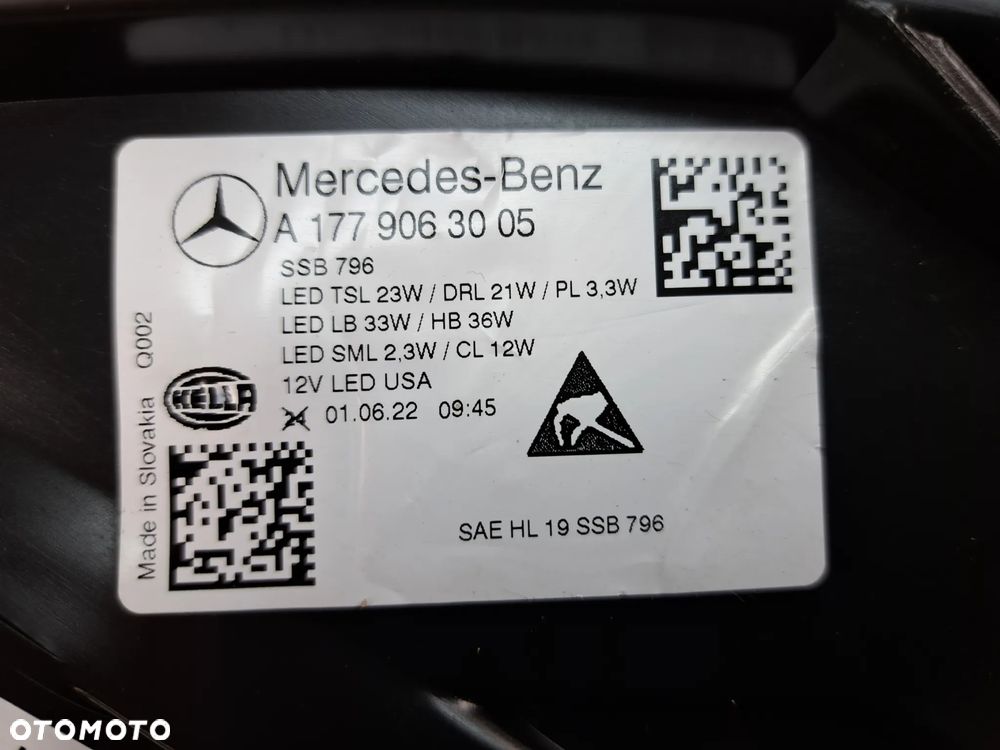 Mercedes-Benz
A 177 906 30 05
SSB 796
LED TSL 23W / DRL 21W / PL 3,3W
LED LB 33W / HB 36W
LED SML 2,3W / CL 12W
12V LED USA
01.06.22 09:45
HELLA
Made in Slovakia Q002
SAE HL 19 SSB 796
OTOMOTO